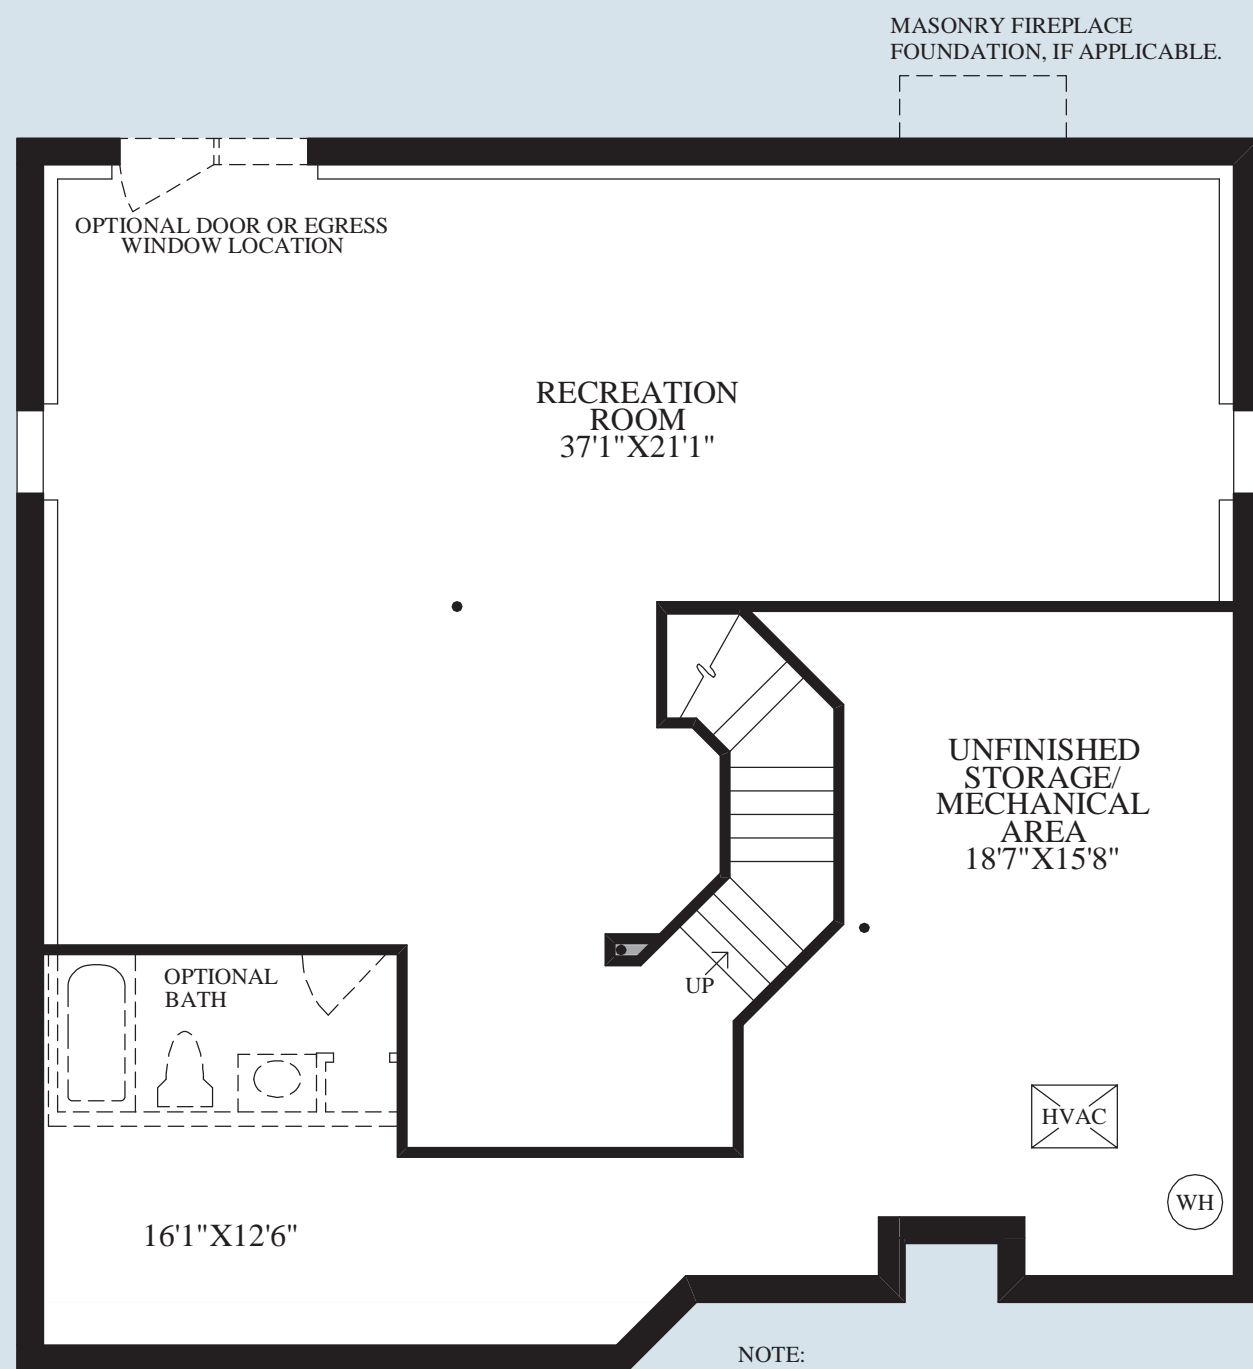 MASONRY FIREPLACE
FOUNDATION, IF APPLICABLE.
OPTIONAL DOOR OR EGRESS
WINDOW LOCATION
RECREATION
ROOM
37'1"X21'1"
UNFINISHED
STORAGE/
MECHANICAL
AREA
18'7"X15'8"
OPTIONAL
BATH
UP
HVAC
WH
16'1"X12'6"
NOTE: